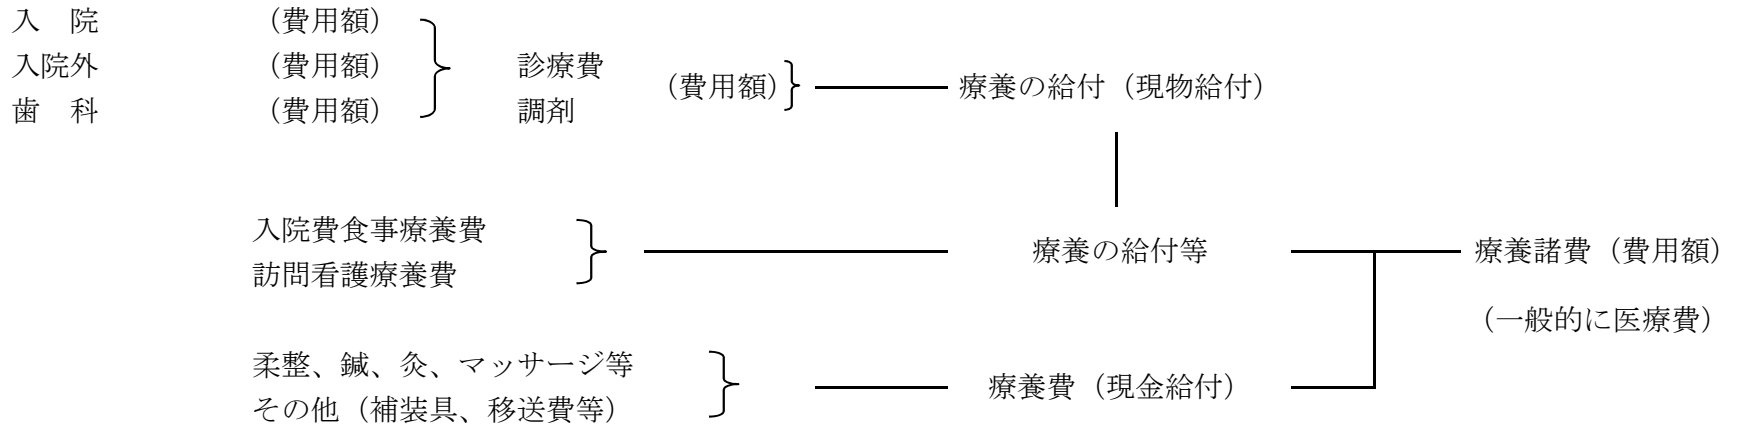 入　院 （費用額）
入院外 （費用額） 診療費
歯　科 （費用額） 調剤
（費用額） 療養の給付（現物給付）
入院費食事療養費
訪問看護療養費
療養の給付等 療養諸費（費用額）
（一般的に医療費）
柔整、鍼、灸、マッサージ等
その他（補装具、移送費等）
療養費（現金給付）